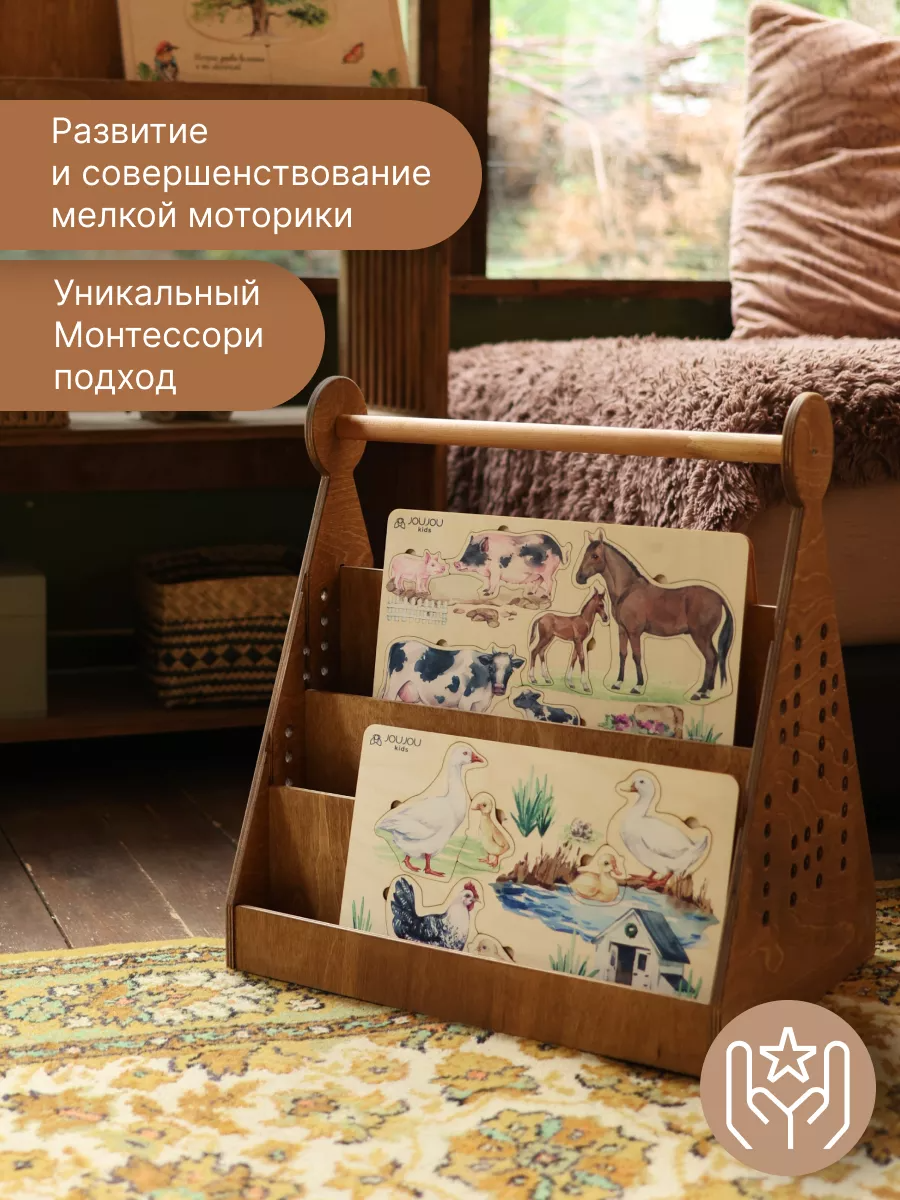 Развитие
и совершенствование
мелкой моторики
Уникальный
Монтессори
подход
JOUJOU
kids
JOUJOU
kids